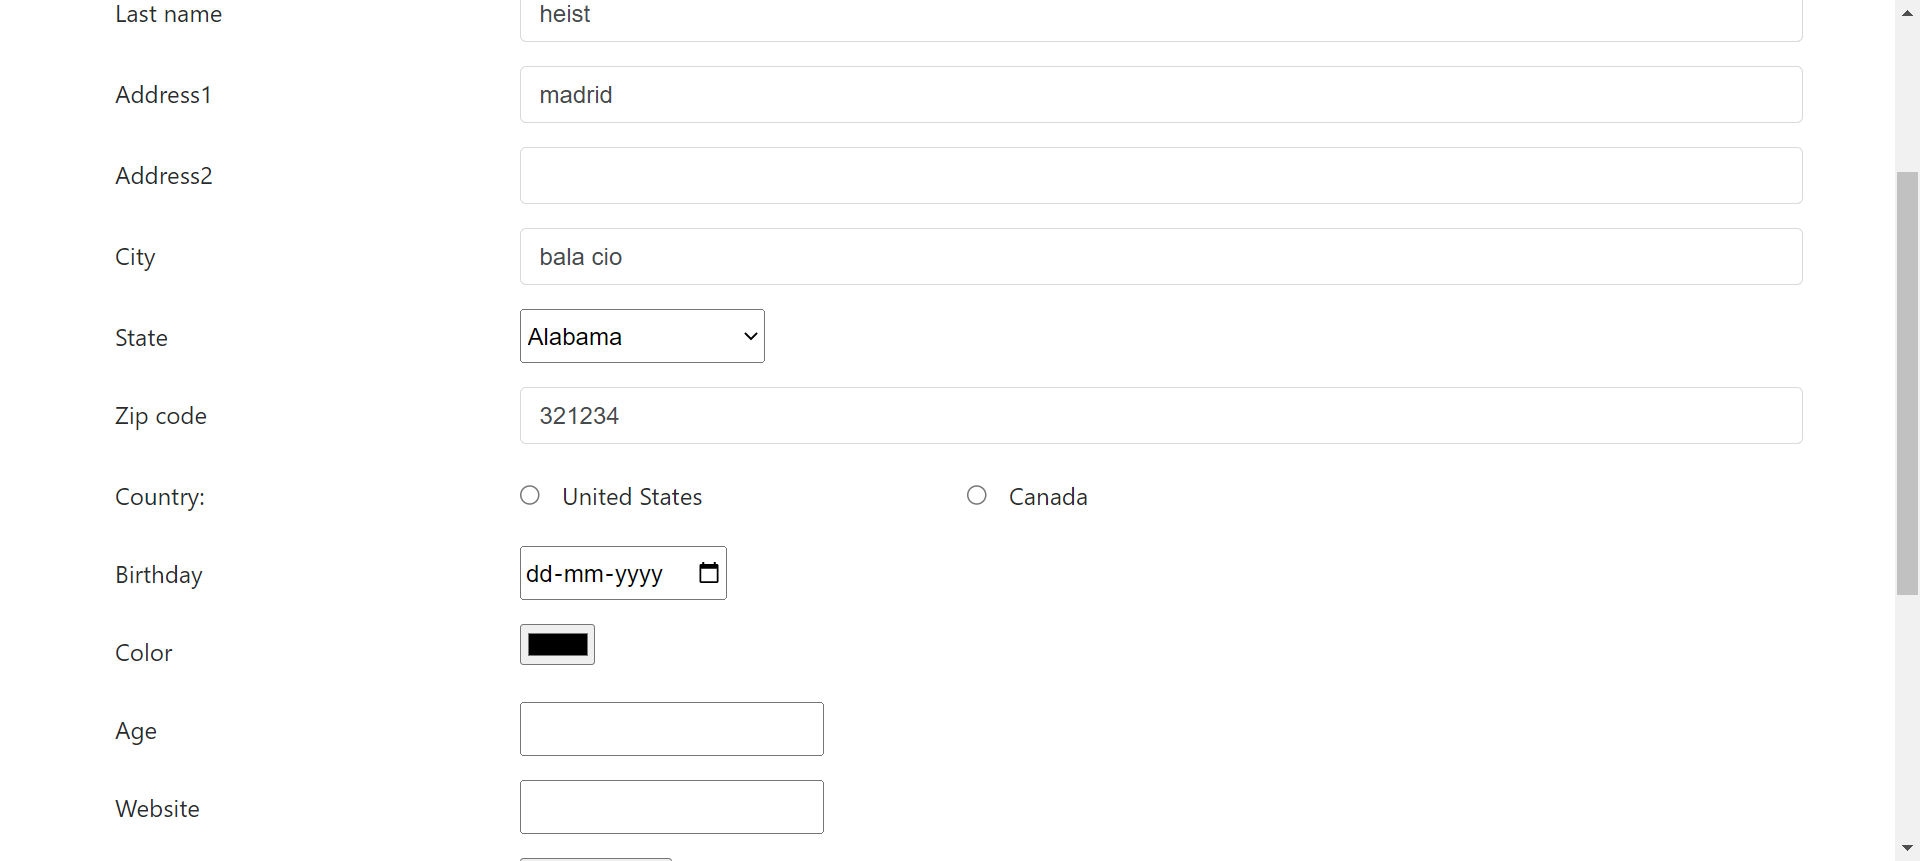 Last name heist
Address1 madrid
Address2
City bala cio
State Alabama
Zip code 321234
Country: United States Canada
Birthday dd-mm-yyyy
Color
Age
Website